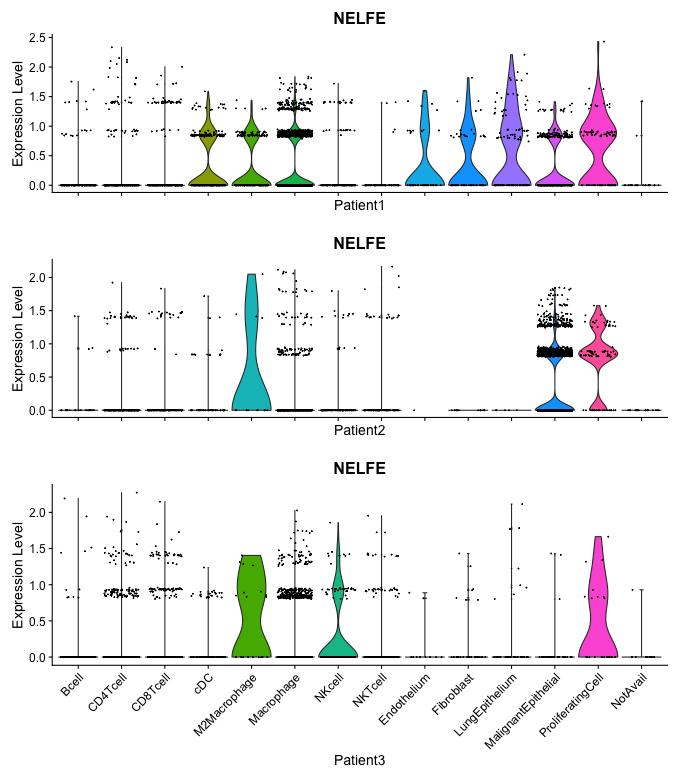 NELFE
2.5
2.0
1.5
1.0
0.5
0.0
Expression Level
Patient1
NELFE
2.0
1.5
1.0
0.5
0.0
Expression Level
Patient2
NELFE
2.0
1.5
1.0
0.5
0.0
Expression Level
Bcell
CD4Tcell
CD8Tcell
cDC
M2Macrophage
Macrophage
NKcell
NKTcell
Endothelium
Fibroblast
LungEpithelium
MalignantEpithelial
ProliferatingCell
NotAvail
Patient3